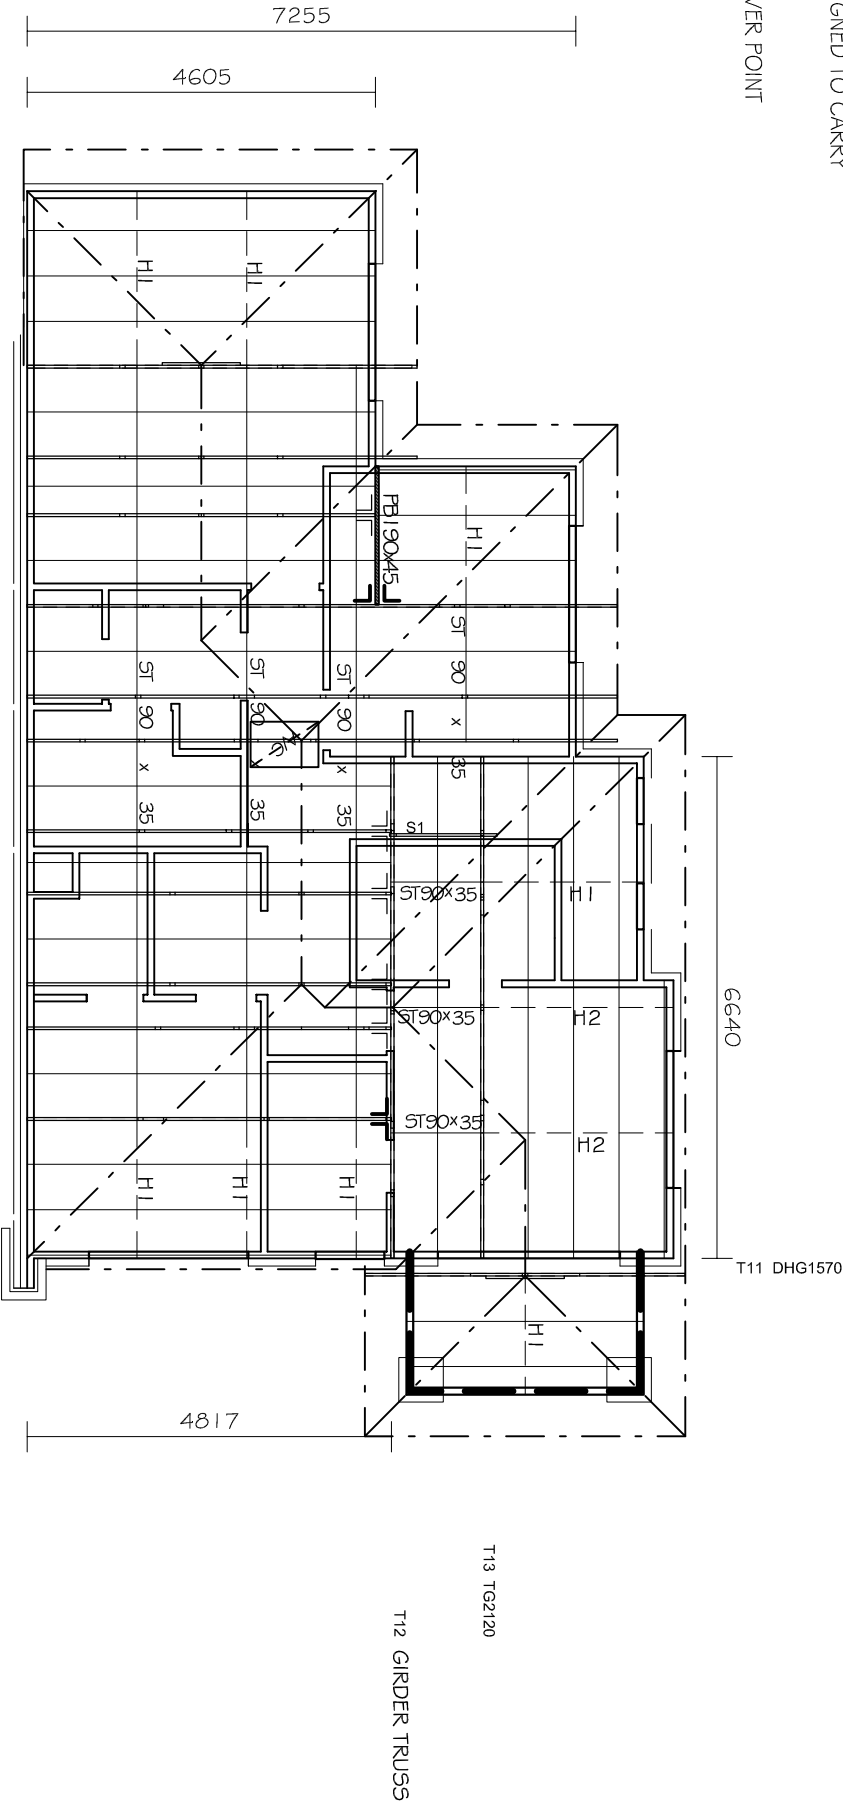 7255
4605
GNED TO CARRY
VER POINT
H1
H1
PB190x45
H1
ST 90 x 35
ST 90 x 35
ST 90 x 35
ST 90 x 35
S1
ST90x35
H1
ST90x35
H2
6640
ST90x35
H2
H1
H1
H1
T11 DHG1570
H1
4817
T13 TG2120
T12 GIRDER TRUSS